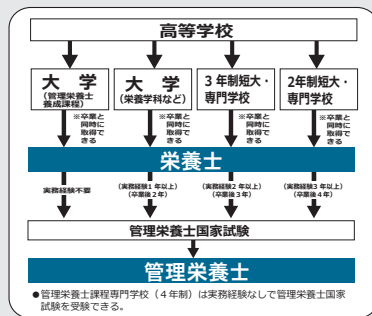 高等学校
大学
(管理栄養士
養成課程)
大学
(栄養学科など)
3年制短大・
専門学校
2年制短大・
専門学校
※卒業と
同時に
取得で
きる
※卒業と
同時に
取得で
きる
※卒業と
同時に
取得で
きる
※卒業と
同時に
取得で
きる
栄養士
実務経験不要
(実務経験1年以上)
(卒業後2年)
(実務経験2年以上)
(卒業後3年)
(実務経験3年以上)
(卒業後4年)
管理栄養士国家試験
管理栄養士
●管理栄養士課程専門学校(4年制)は実務経験なしで管理栄養士国家
試験を受験できる。